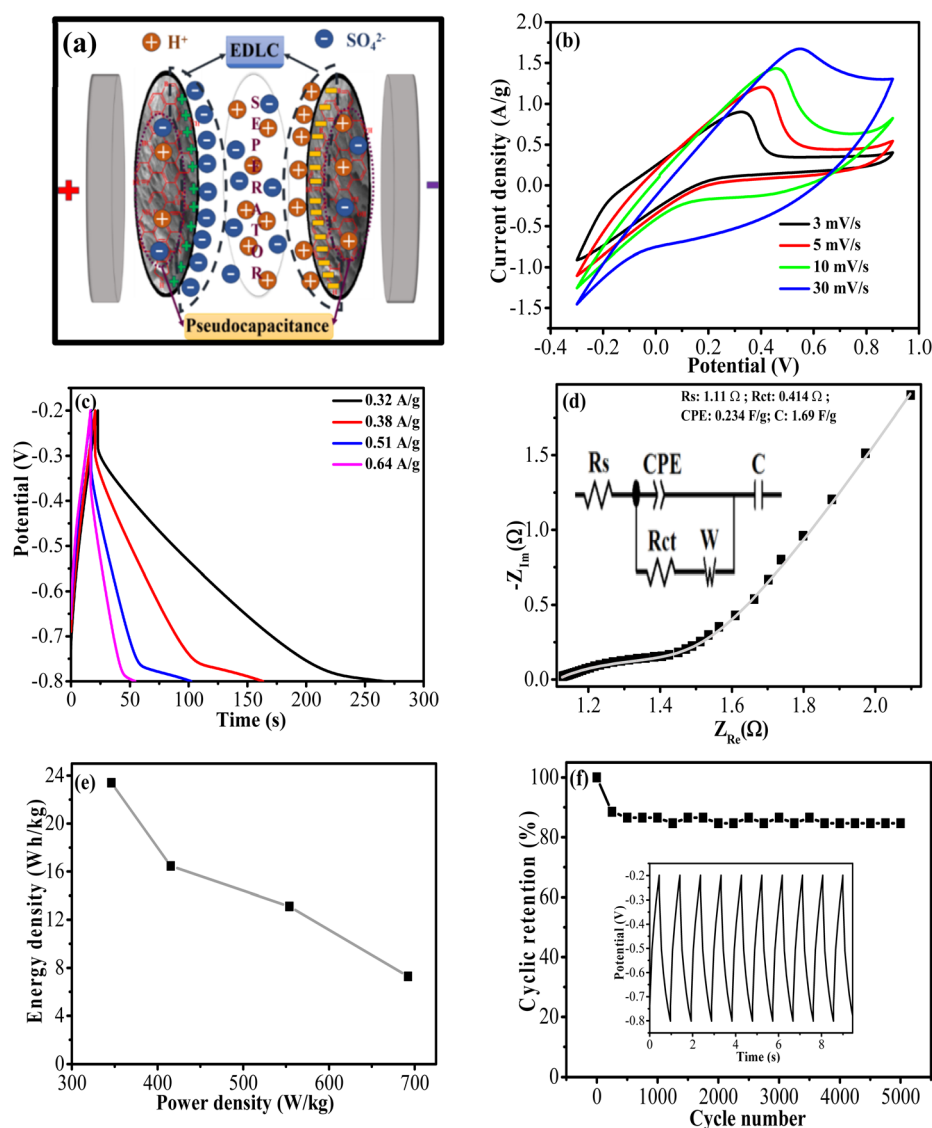 (a)
H⁺
SO₄²⁻
EDLC
SEPERATOR
Pseudocapacitance
(b)
Current density (A/g)
2.0
1.5
1.0
0.5
0.0
-0.5
-1.0
-1.5
3 mV/s
5 mV/s
10 mV/s
30 mV/s
-0.4 -0.2 0.0 0.2 0.4 0.6 0.8 1.0
Potential (V)
(c)
0.32 A/g
0.38 A/g
0.51 A/g
0.64 A/g
Potential (V)
-0.2
-0.3
-0.4
-0.5
-0.6
-0.7
-0.8
0 50 100 150 200 250 300
Time (s)
(d)
Rs: 1.11 Ω ; Rct: 0.414 Ω ;
CPE: 0.234 F/g; C: 1.69 F/g
Rs CPE C
Rct W
-Z_Im(Ω)
-1.5
-1.0
0.5
0.0
1.2 1.4 1.6 1.8 2.0
Z_Re(Ω)
(e)
Energy density (Wh/kg)
24
20
16
12
8
4
0
300 400 500 600 700
Power density (W/kg)
(f)
Cyclic retention (%)
100
80
60
40
20
0
Potential (V)
-0.2
-0.3
-0.4
-0.5
-0.6
-0.7
-0.8
0 2 4 6 8
Time (s)
0 1000 2000 3000 4000 5000
Cycle number